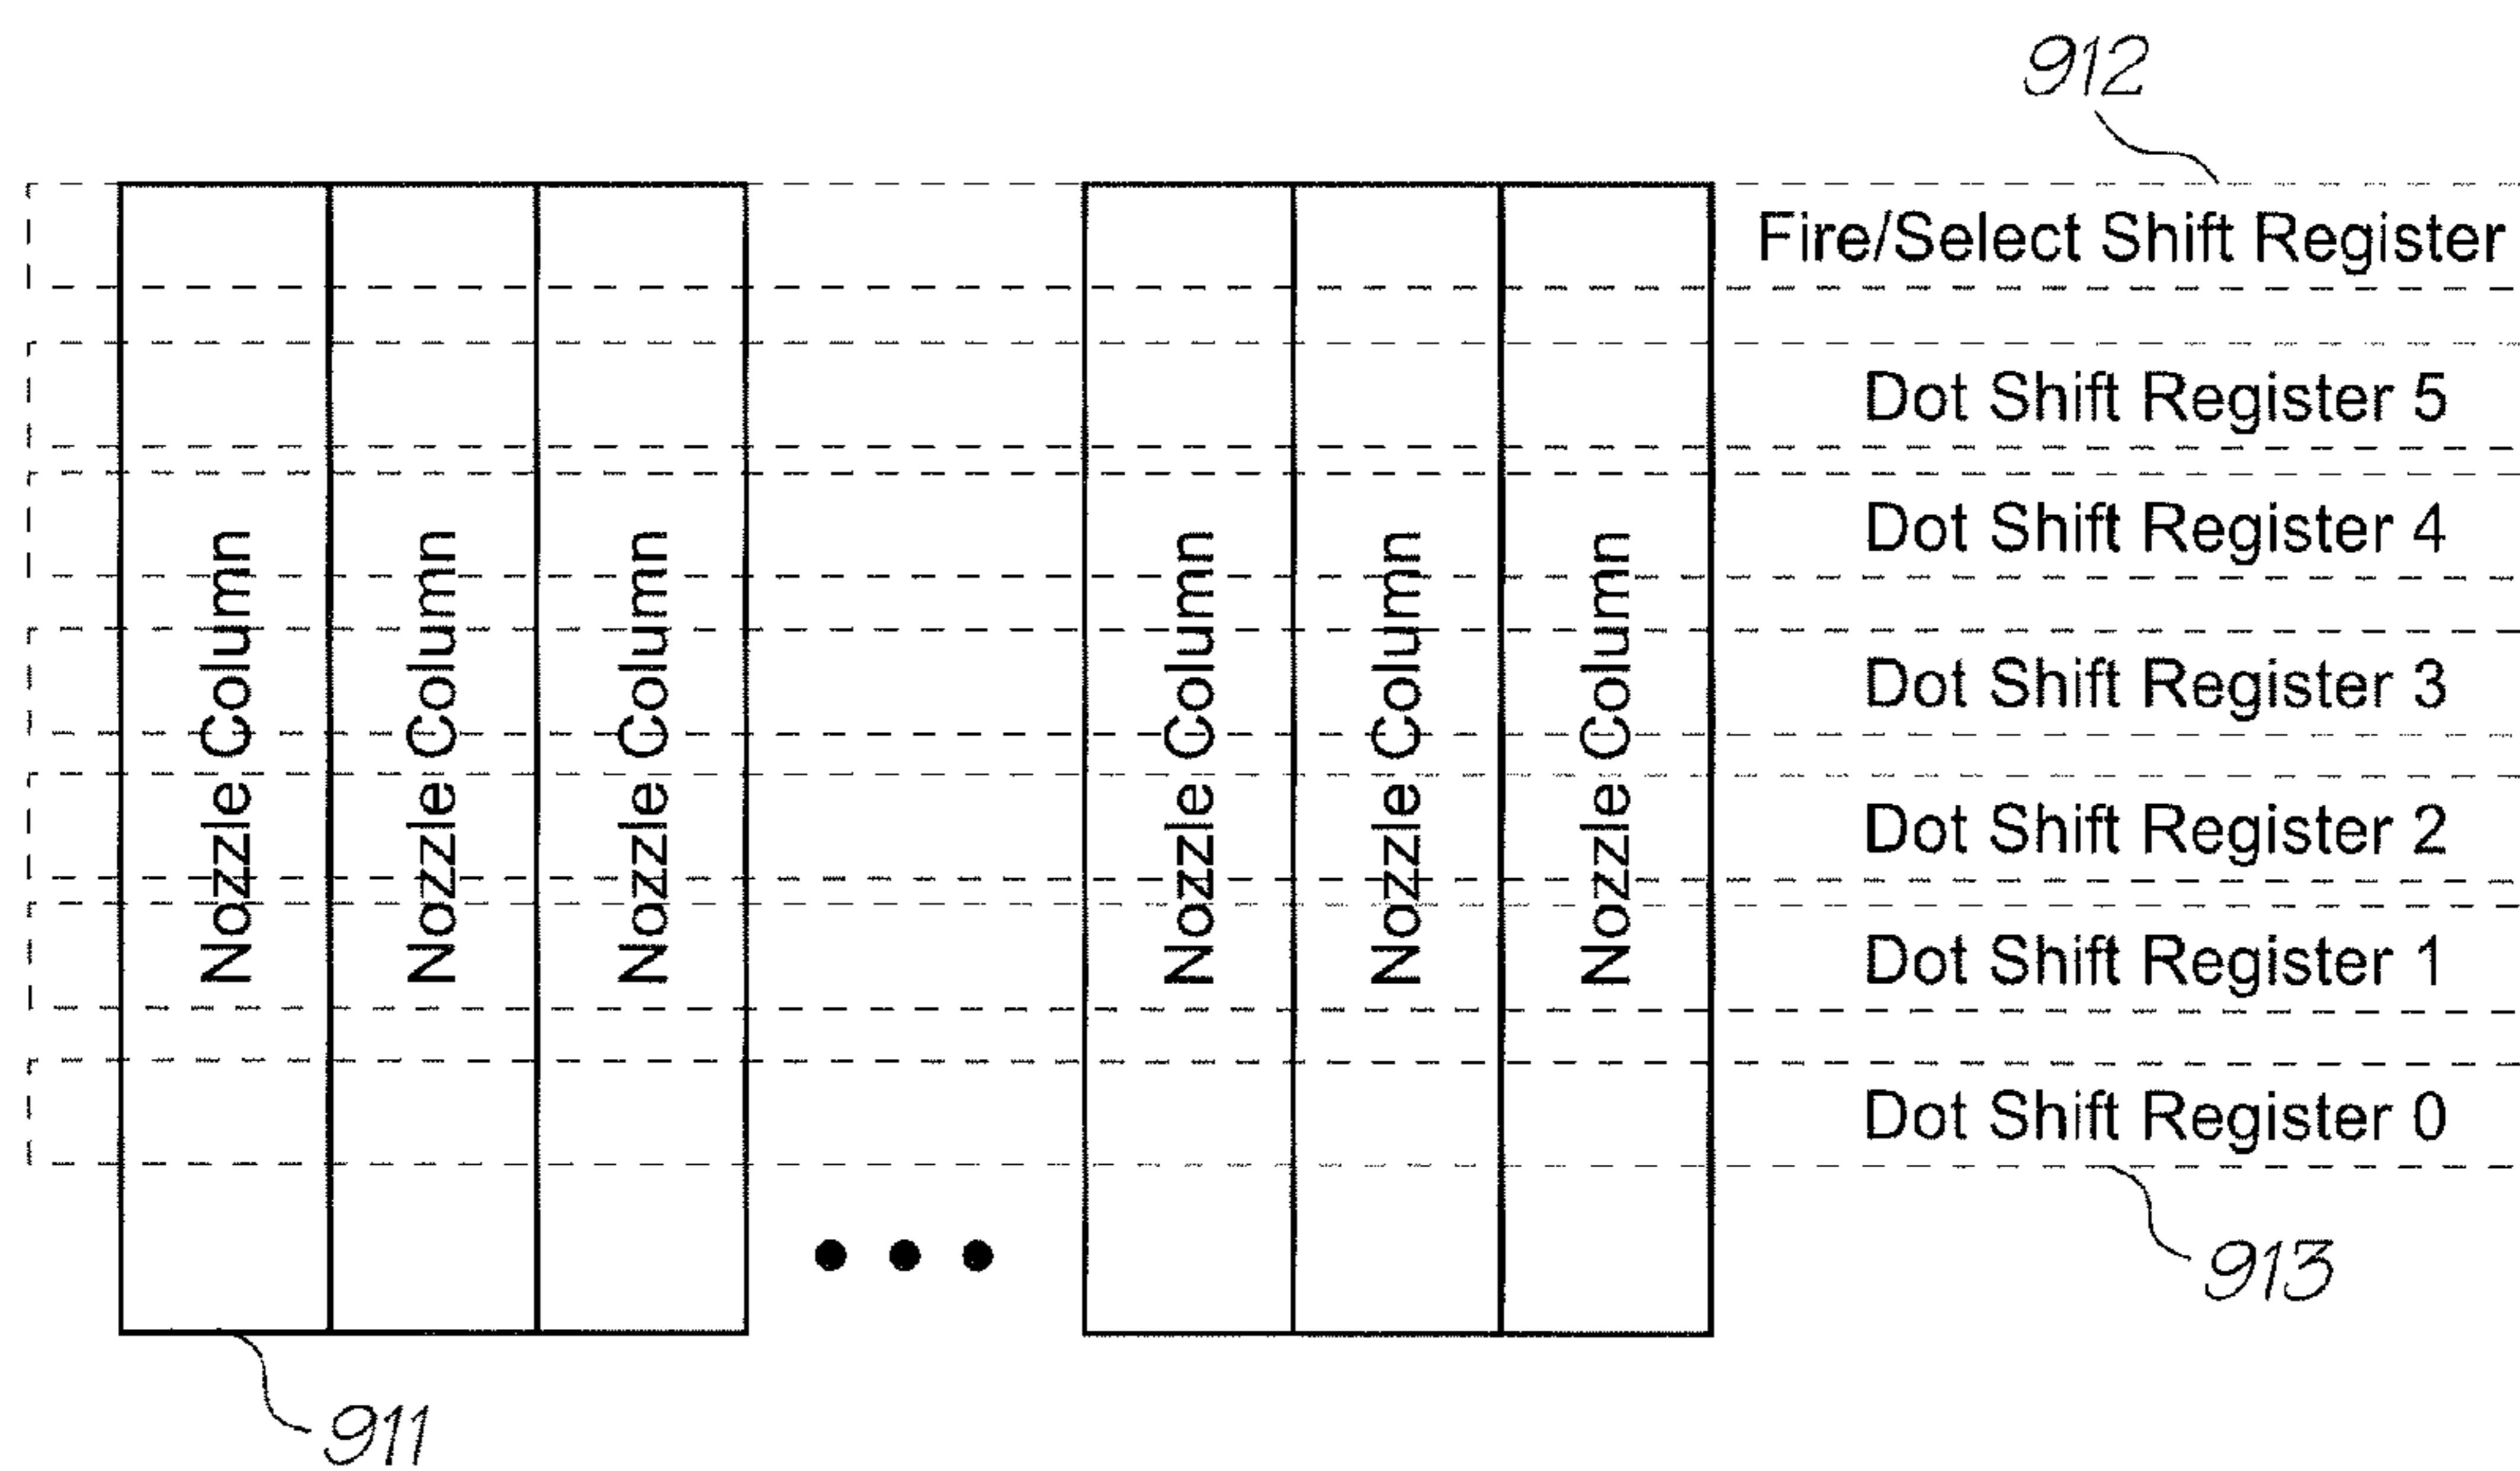 912
Fire/Select Shift Register
Dot Shift Register 5
Dot Shift Register 4
Dot Shift Register 3
Dot Shift Register 2
Dot Shift Register 1
Dot Shift Register 0
Nozzle Column
Nozzle Column
Nozzle Column
Nozzle Column
Nozzle Column
Nozzle Column
913
911